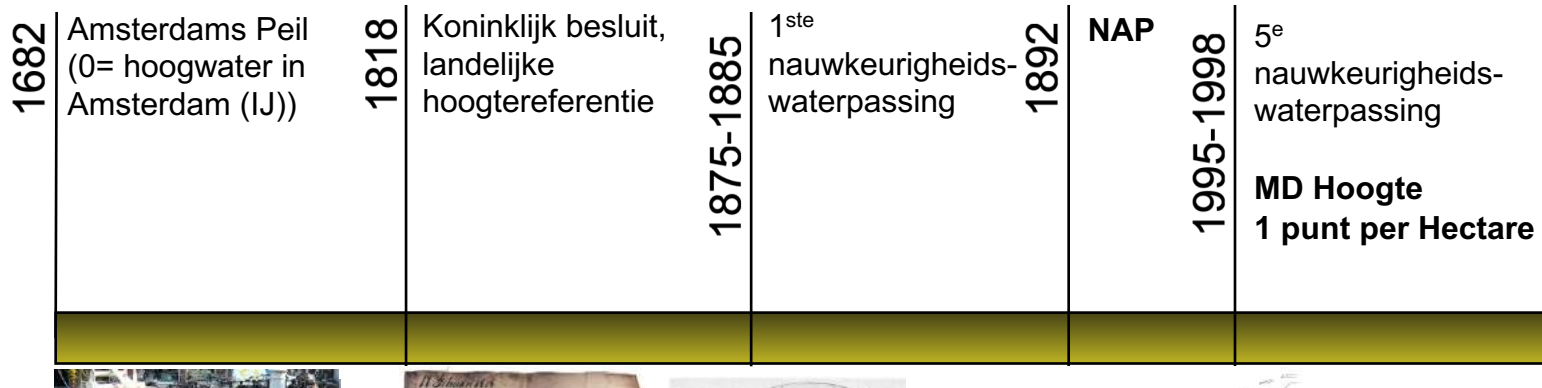 1682
Amsterdams Peil
(0= hoogwater in
Amsterdam (IJ))
1818
Koninklijk besluit,
landelijke
hoogtereferentie
1875-1885
1ste
nauwkeurigheids-
waterpassing
1892
NAP
1995-1998
5e
nauwkeurigheids-
waterpassing
MD Hoogte
1 punt per Hectare